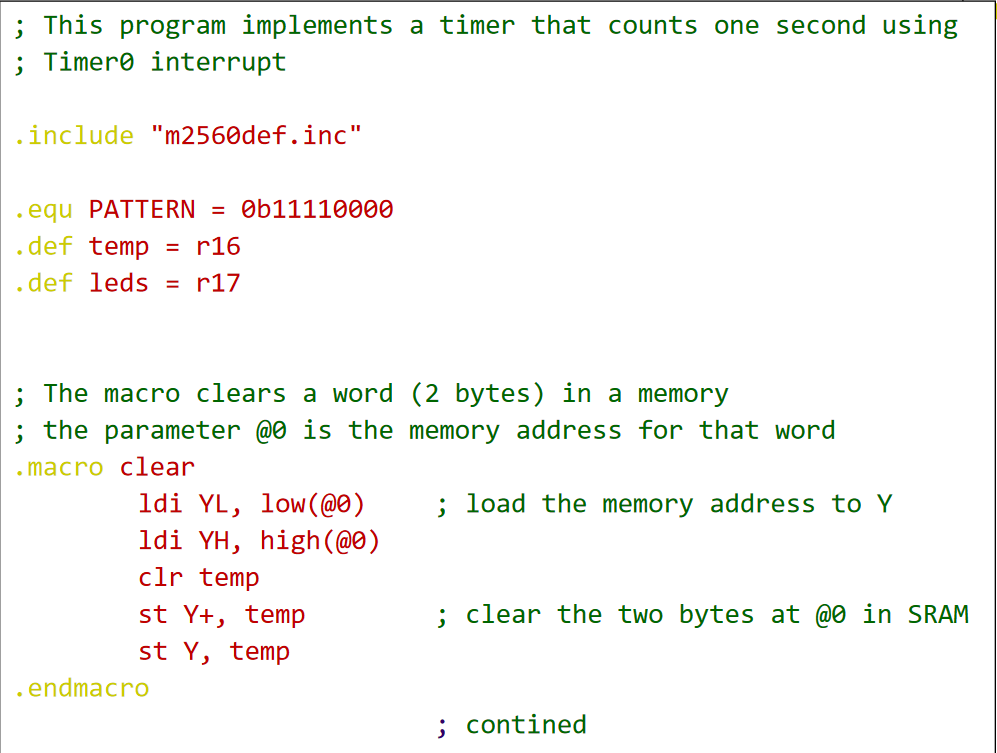 ; This program implements a timer that counts one second using
; Timer0 interrupt
.include "m2560def.inc"
.equ PATTERN = 0b11110000
.def temp = r16
.def leds = r17
; The macro clears a word (2 bytes) in a memory
; the parameter @0 is the memory address for that word
.macro clear
ldi YL, low(@0) ; load the memory address to Y
ldi YH, high(@0)
clr temp
st Y+, temp ; clear the two bytes at @0 in SRAM
st Y, temp
.endmacro
; contined